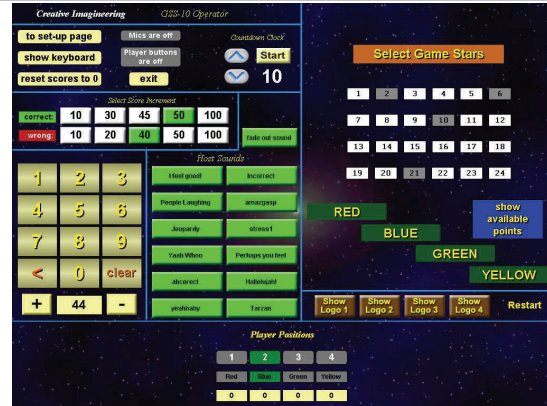 Creative Imagineering GSS-10 Operator
to set-up page
Mics are off
Countdown Clock
show keyboard
Player buttons
are off
Start
reset scores to 0
exit
10
Select Game Stars
1 2 3 4 5 6
7 8 9 10 11 12
13 14 15 16 17 18
19 20 21 22 23 24
Select Score Increment
correct: 10 30 45 50 100
wrong: 10 20 40 50 100
fade out sound
Host Sounds
I feel good! Incorrect
People Laughing amazgasp
Jeopardy stress1
Yaah Whoo Perhaps you feel
abcorect Hallelujah!
yeahbaby Tarzan
1 2 3
4 5 6
7 8 9
< 0 clear
+ 44 -
RED
BLUE
GREEN
YELLOW
show
available
points
Show
Logo 1
Show
Logo 2
Show
Logo 3
Show
Logo 4
Restart
Player Positions
1 2 3 4
Red Blue Green Yellow
0 0 0 0